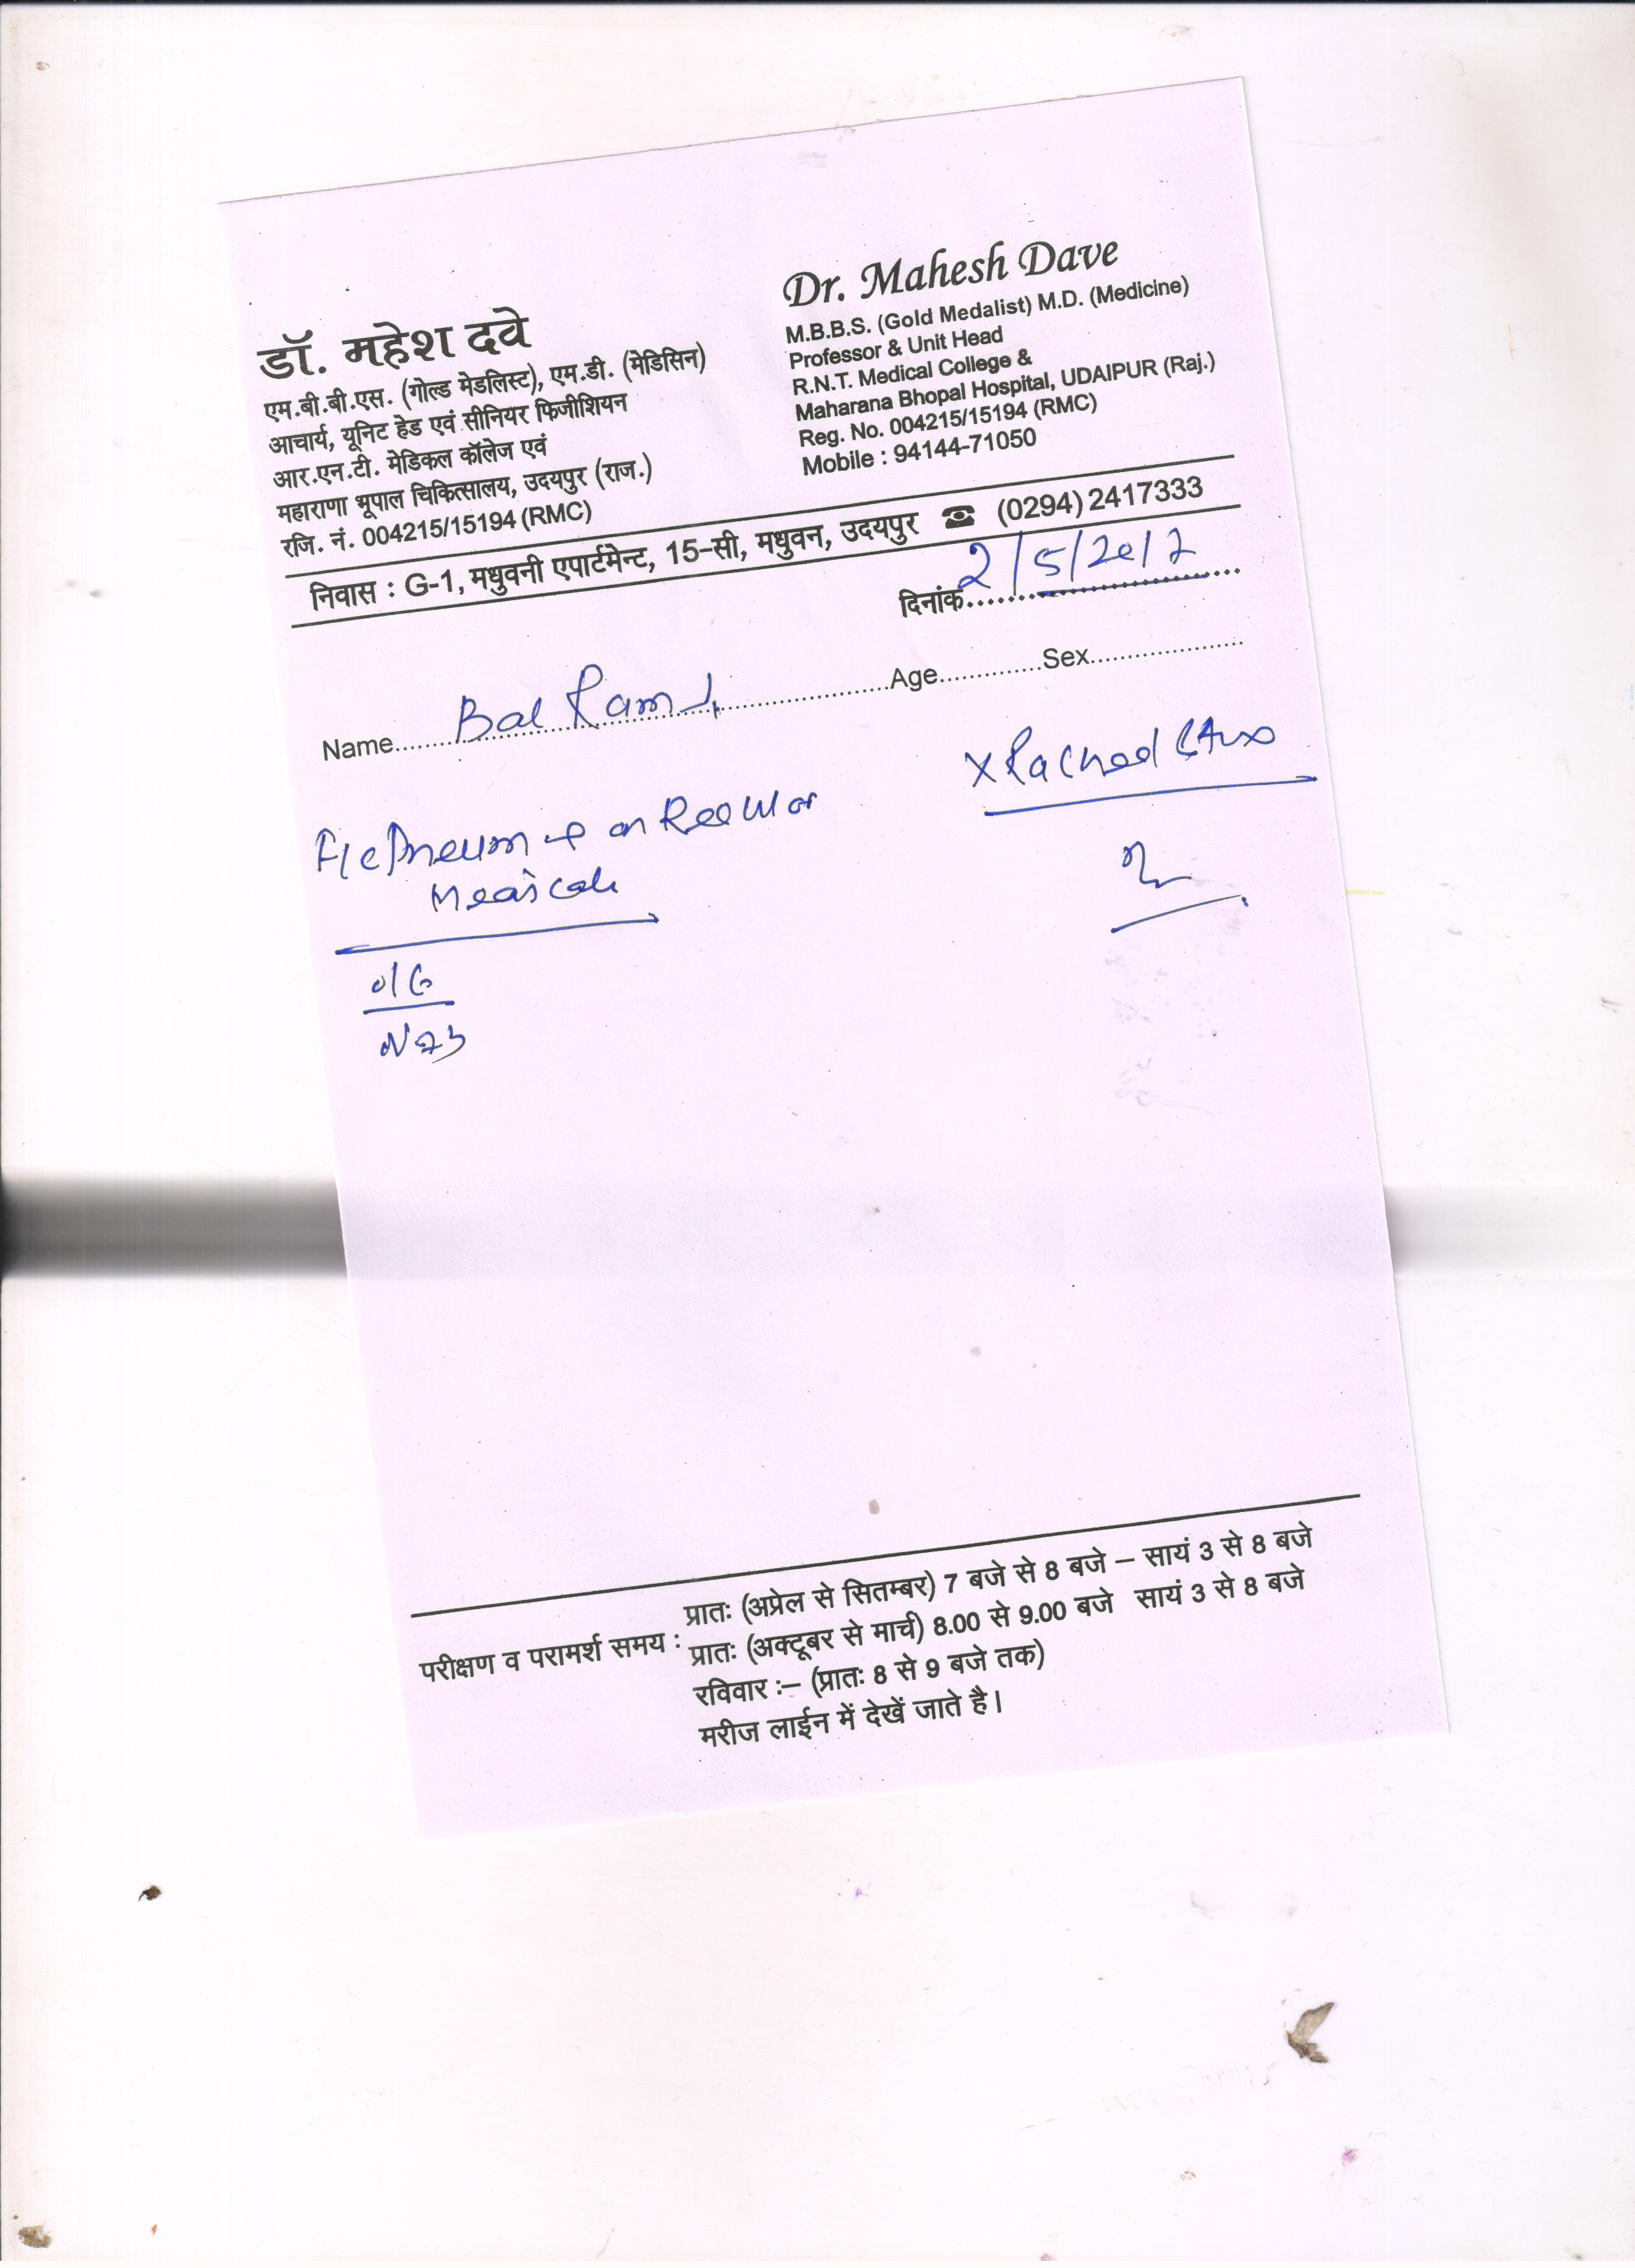 डॉ. महेश दवे
एम.बी.बी.एस. (गोल्ड मेडलिस्ट), एम.डी. (मेडिसिन)
आचार्य, यूनिट हेड एवं सीनियर फिजीशियन
आर.एन.टी. मेडिकल कॉलेज एवं
महाराणा भूपाल चिकित्सालय, उदयपुर (राज.)
रजि. नं. 004215/15194 (RMC)
Dr. Mahesh Dave
M.B.B.S. (Gold Medalist) M.D. (Medicine)
Professor & Unit Head
R.N.T. Medical College &
Maharana Bhopal Hospital, UDAIPUR (Raj.)
Reg. No. 004215/15194 (RMC)
Mobile : 94144-71050
निवास : G-1, मधुवनी एपार्टमेन्ट, 15-सी, मधुवन, उदयपुर ☎ (0294) 2417333
दिनांक 2/5/2017
Name Bal Ram Age Sex
on
परीक्षण व परामर्श समय : प्रातः (अप्रेल से सितम्बर) 7 बजे से 8 बजे – सायं 3 से 8 बजे
प्रातः (अक्टूबर से मार्च) 8.00 से 9.00 बजे सायं 3 से 8 बजे
रविवार :– (प्रातः 8 से 9 बजे तक)
मरीज लाईन में देखें जाते है।